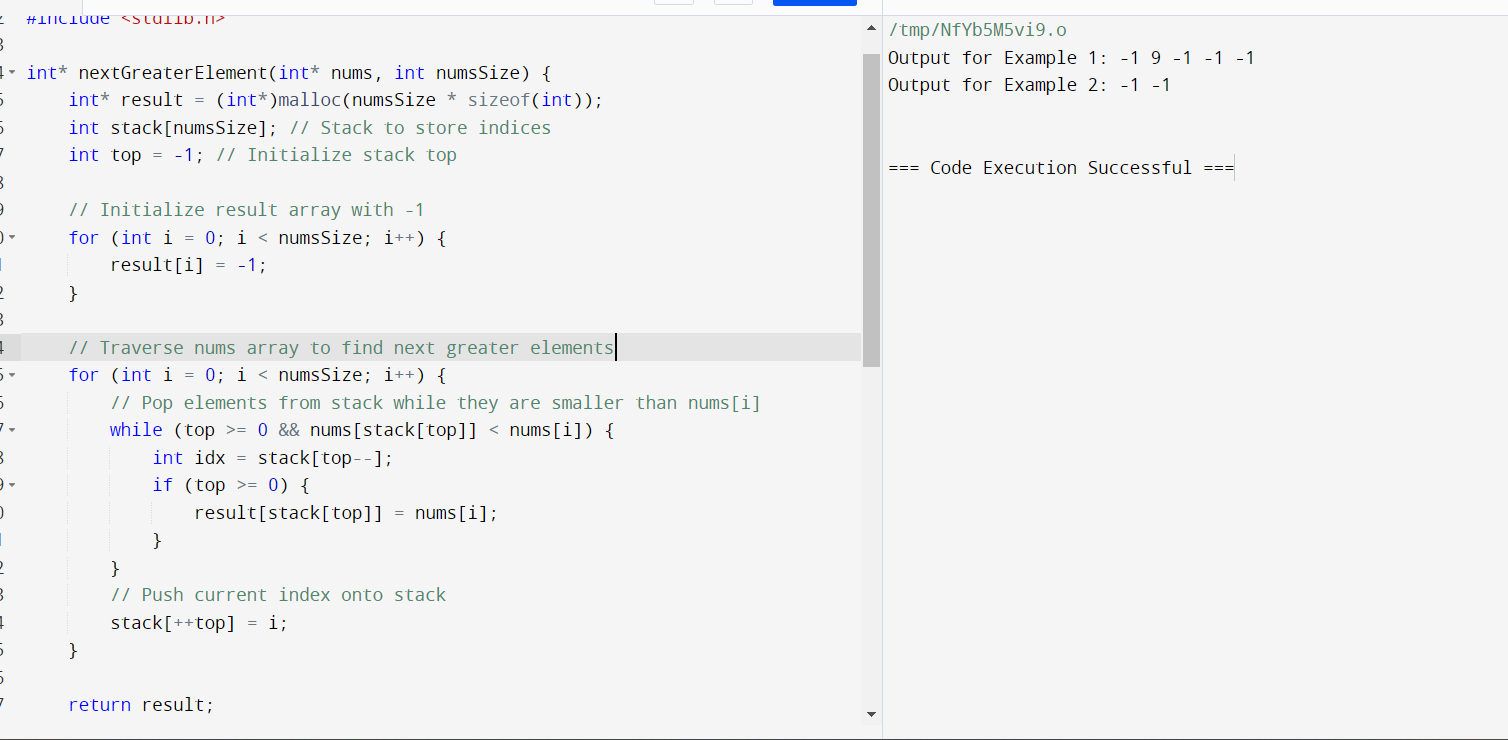 #include <stdlib.h>
int* nextGreaterElement(int* nums, int numsSize) {
int* result = (int*)malloc(numsSize * sizeof(int));
int stack[numsSize]; // Stack to store indices
int top = -1; // Initialize stack top
// Initialize result array with -1
for (int i = 0; i < numsSize; i++) {
result[i] = -1;
}
// Traverse nums array to find next greater elements
for (int i = 0; i < numsSize; i++) {
// Pop elements from stack while they are smaller than nums[i]
while (top >= 0 && nums[stack[top]] < nums[i]) {
int idx = stack[top--];
if (top >= 0) {
result[stack[top]] = nums[i];
}
}
// Push current index onto stack
stack[++top] = i;
}
return result;
/tmp/NfYb5M5vi9.o
Output for Example 1: -1 9 -1 -1 -1
Output for Example 2: -1 -1
=== Code Execution Successful ===